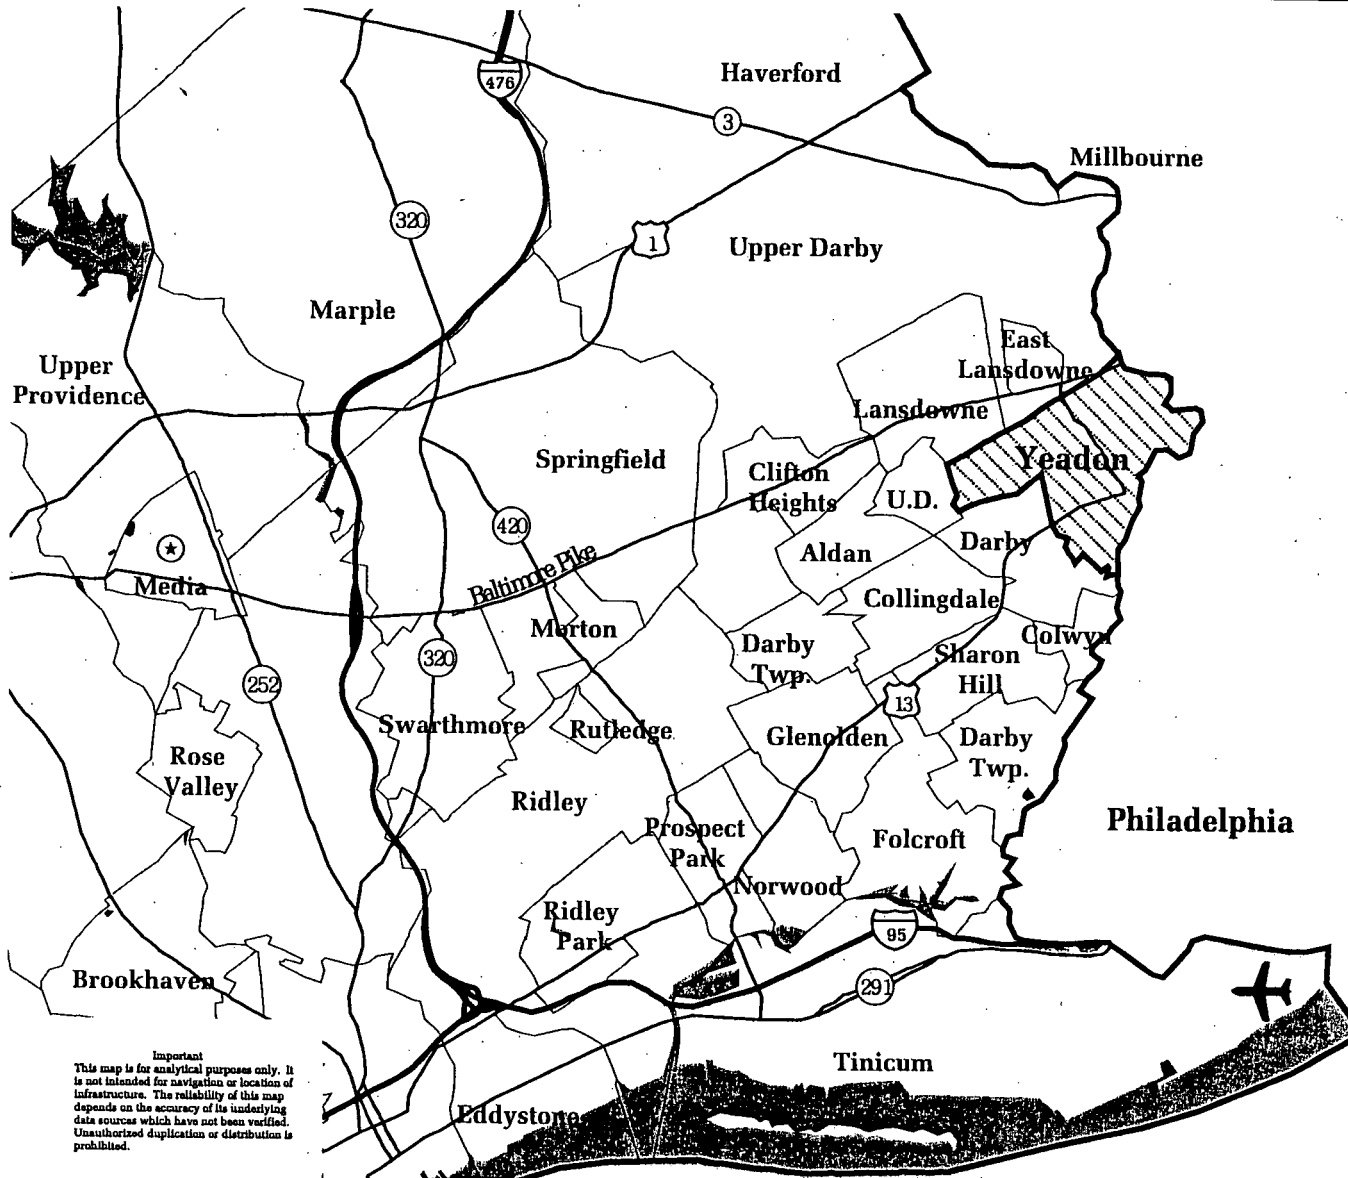 Haverford
476
3
Millbourne
320
1
Upper Darby
Marple
East
Lansdowne
Upper
Providence
Lansdowne
Springfield
Yeadon
Clifton
Heights
U.D.
420
Baltimore Pike
Aldan
Darby
Media
Collingdale
Morton
Colwyn
Darby
Twp.
320
Sharon
Hill
252
13
Swarthmore
Rutledge
Glenolden
Darby
Twp.
Rose
Valley
Ridley
Philadelphia
Prospect
Park
Folcroft
Norwood
Ridley
Park
95
Brookhaven
291
Important
This map is for analytical purposes only. It
is not intended for navigation or location of
infrastructure. The reliability of this map
depends on the accuracy of its underlying
data sources which have not been verified.
Unauthorized duplication or distribution is
prohibited.
Tinicum
Eddystone